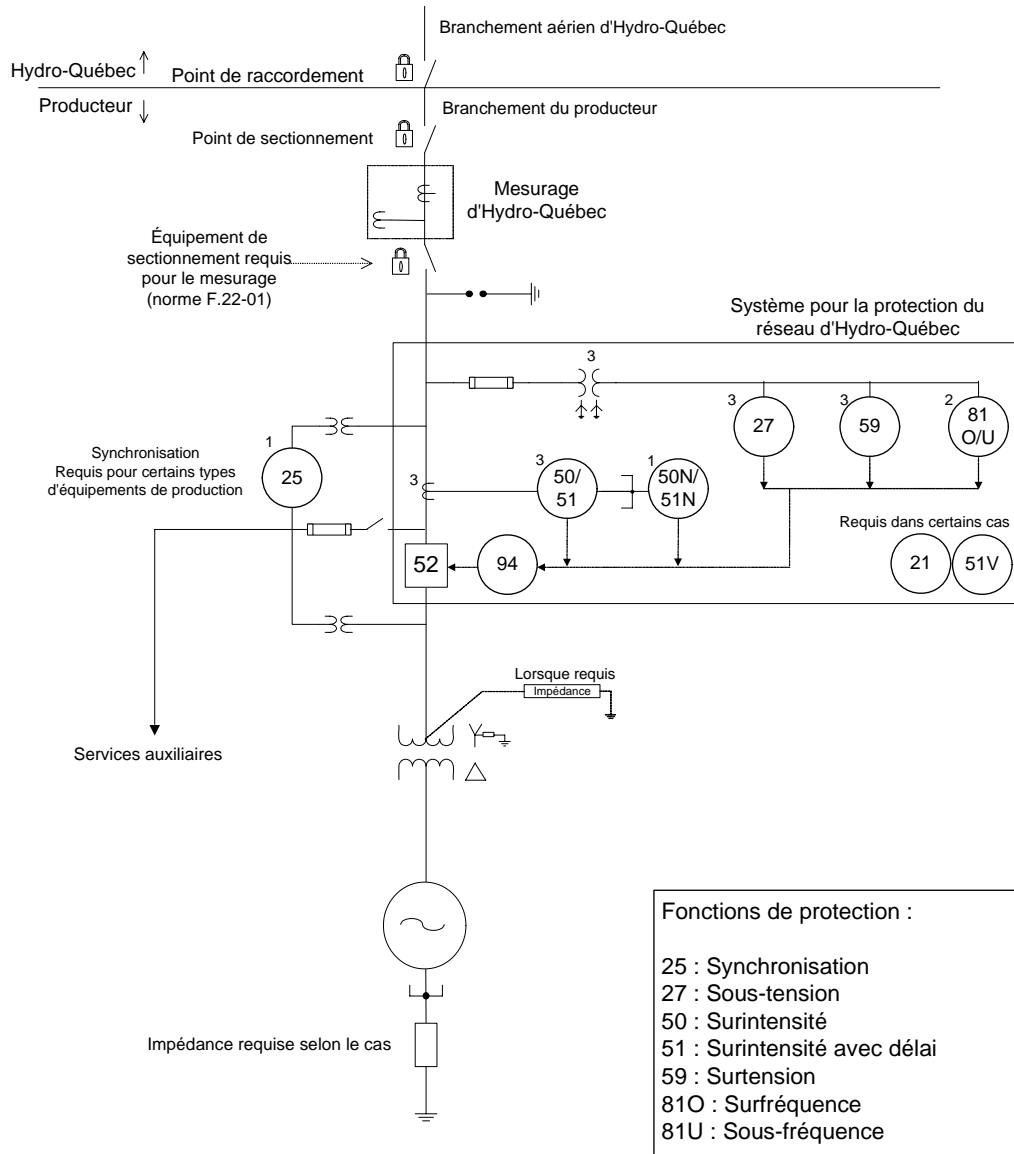 Branchement aérien d'Hydro-Québec
Hydro-Québec
Point de raccordement
Producteur
Branchement du producteur
Point de sectionnement
Mesurage
d'Hydro-Québec
Équipement de
sectionnement requis
pour le mesurage
(norme F.22-01)
Système pour la protection du
réseau d'Hydro-Québec
3
3
27
3
59
2
81
O/U
Synchronisation
Requis pour certains types
d'équipements de production
1
25
3
3
50/
51
1
50N/
51N
Requis dans certains cas
21
51V
52
94
Lorsque requis
Impédance
Services auxiliaires
Impédance requise selon le cas
Fonctions de protection :
25 : Synchronisation
27 : Sous-tension
50 : Surintensité
51 : Surintensité avec délai
59 : Surtension
81O : Surfréquence
81U : Sous-fréquence